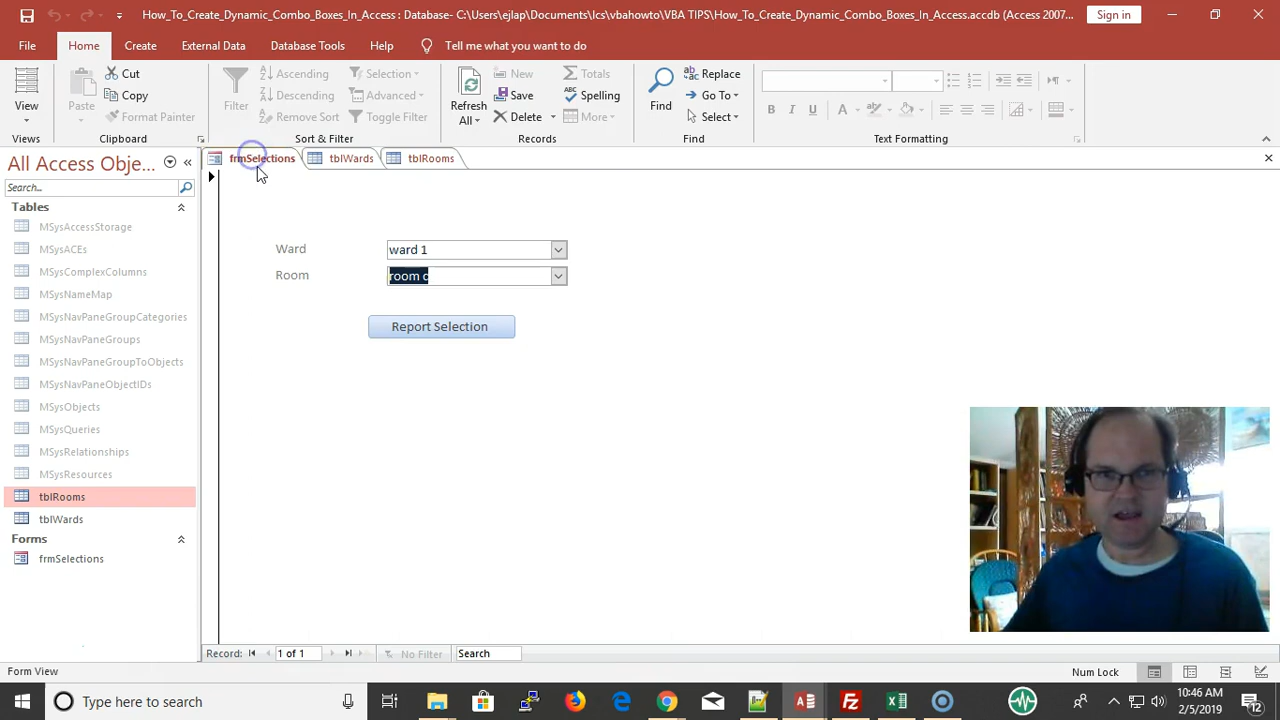 How_To_Create_Dynamic_Combo_Boxes_In_Access : Database- C:\Users\ejlap\Documents\lcs\vbahowto\VBA TIPS\How_To_Create_Dynamic_Combo_Boxes_In_Access.accdb (Access 2007... Sign in
File Home Create External Data Database Tools Help Tell me what you want to do
View
Views
Paste
Cut
Copy
Format Painter
Clipboard
Filter
Ascending
Descending
Remove Sort
Selection
Advanced
Toggle Filter
Sort & Filter
Refresh
All
New
Save
Delete
Totals
Spelling
More
Records
Find
Replace
Go To
Select
Find
B I U A
Text Formatting
All Access Obje...
Search...
Tables
MSysAccessStorage
MSysACEs
MSysComplexColumns
MSysNameMap
MSysNavPaneGroupCategories
MSysNavPaneGroups
MSysNavPaneGroupToObjects
MSysNavPaneObjectIDs
MSysObjects
MSysQueries
MSysRelationships
MSysResources
tblRooms
tblWards
Forms
frmSelections
frmSelections tblWards tblRooms
Ward ward 1
Room room c
Report Selection
Record: 1 of 1 No Filter Search
Form View Num Lock
Type here to search
10:46 AM
2/5/2019
12